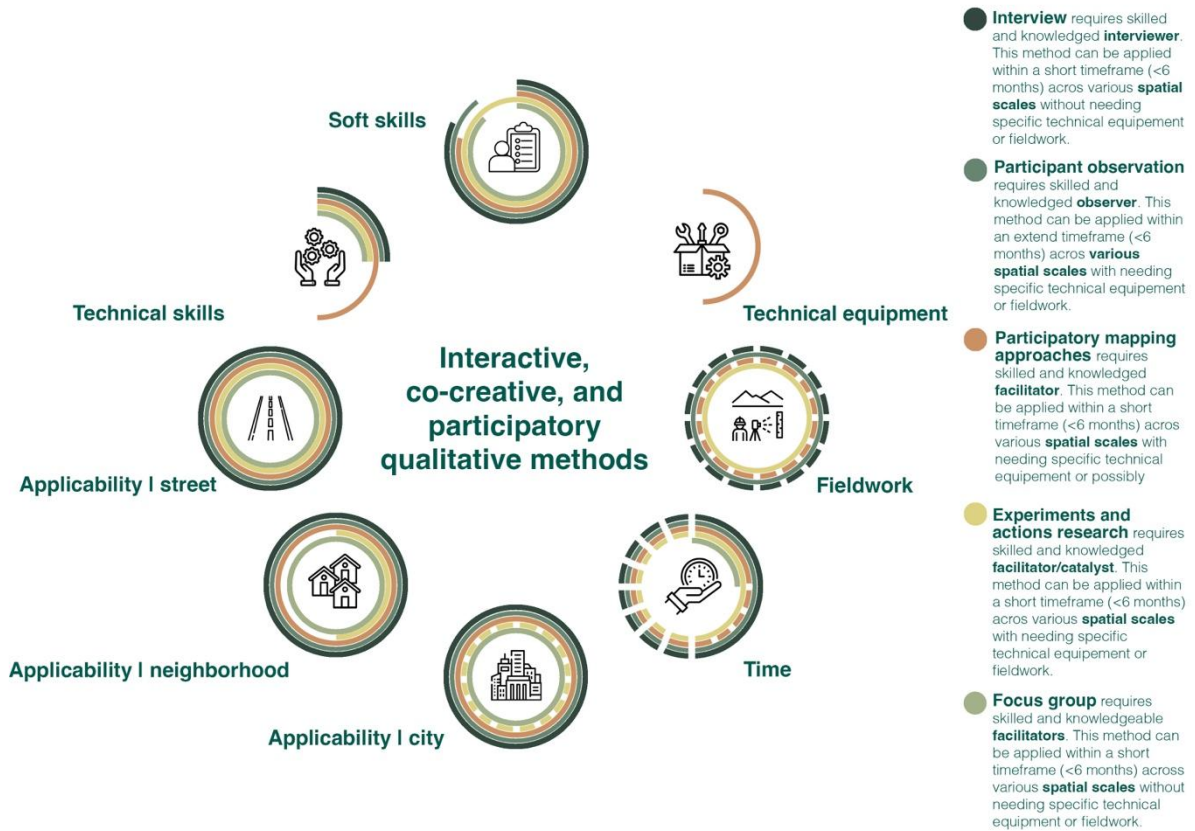 Soft skills
Technical skills
Technical equipment
Interactive,
co-creative, and
participatory
qualitative methods
Applicability | street
Fieldwork
Applicability | neighborhood
Time
Applicability | city
Interview requires skilled
and knowledged interviewer.
This method can be applied
within a short timeframe (<6
months) acros various spatial
scales without needing
specific technical equipement
or fieldwork.
Participant observation
requires skilled and
knowledged observer. This
method can be applied within
an extend timeframe (<6
months) acros various
spatial scales with needing
specific technical equipement
or fieldwork.
Participatory mapping
approaches requires
skilled and knowledged
facilitator. This method can
be applied within a short
timeframe (<6 months) acros
various spatial scales with
needing specific technical
equipement or possibly
Experiments and
actions research requires
skilled and knowledged
facilitator/catalyst. This
method can be applied within
a short timeframe (<6 months)
acros various spatial scales
with needing specific
technical equipement or
fieldwork.
Focus group requires
skilled and knowledgeable
facilitators. This method can
be applied within a short
timeframe (<6 months) across
various spatial scales without
needing specific technical
equipement or fieldwork.